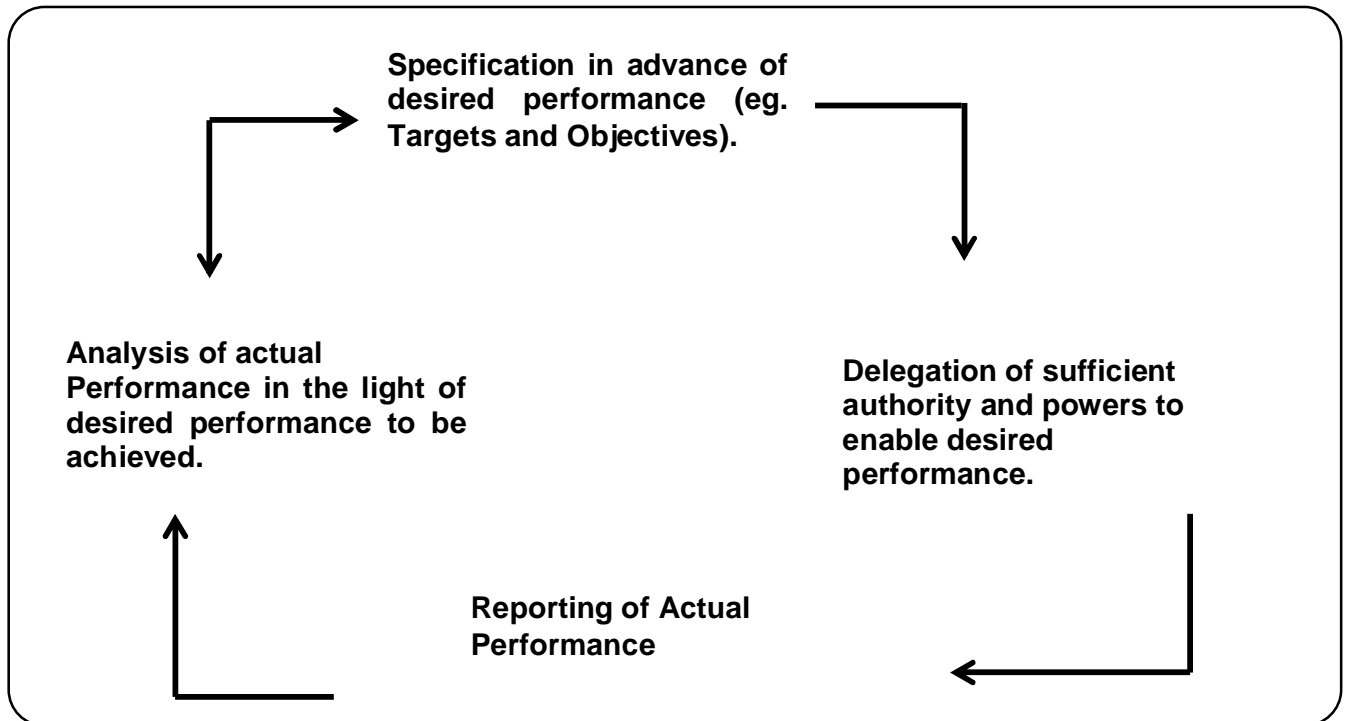 Specification in advance of
desired performance (eg.
Targets and Objectives).
Analysis of actual
Performance in the light of
desired performance to be
achieved.
Delegation of sufficient
authority and powers to
enable desired
performance.
Reporting of Actual
Performance